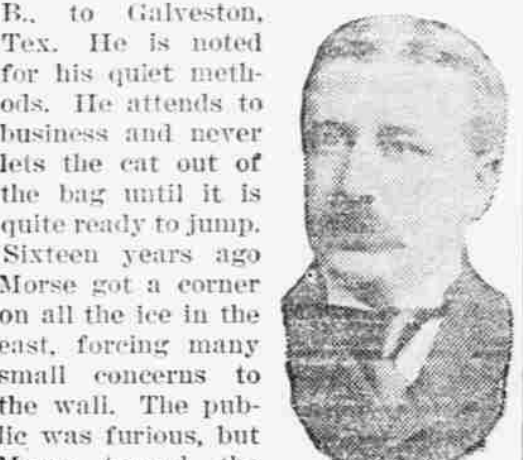 B., to Galveston,
Tex. He is noted
for his quiet meth-
ods. He attends to
business and never
lets the cat out of
the bag until it is
quite ready to jump.
Sixteen years ago
Morse got a corner
on all the ice in the
east, forcing many
small concerns to
the wall. The pub-
lic was furious, but